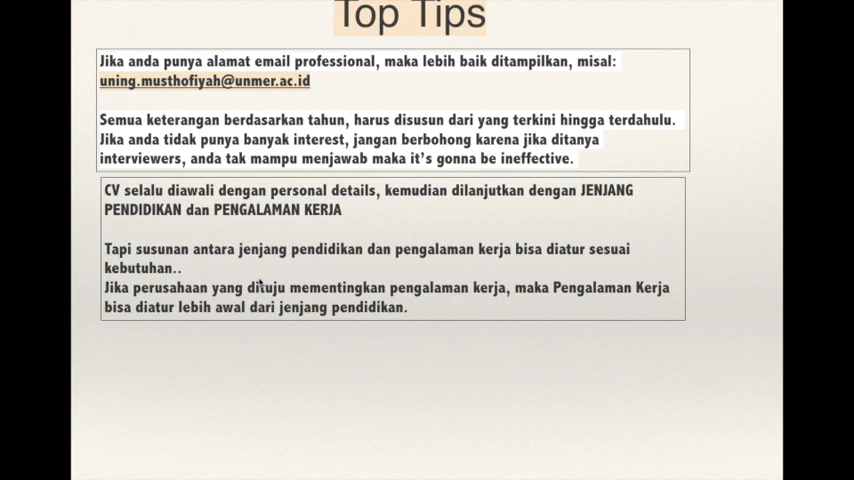 Top Tips
Jika anda punya alamat email professional, maka lebih baik ditampilkan, misal:
uning.musthofiyah@unmer.ac.id
Semua keterangan berdasarkan tahun, harus disusun dari yang terkini hingga terdahulu.
Jika anda tidak punya banyak interest, jangan berbohong karena jika ditanya
interviewers, anda tak mampu menjawab maka it's gonna be ineffective.
CV selalu diawali dengan personal details, kemudian dilanjutkan dengan JENJANG
PENDIDIKAN dan PENGALAMAN KERJA
Tapi susunan antara jenjang pendidikan dan pengalaman kerja bisa diatur sesuai
kebutuhan..
Jika perusahaan yang dituju mementingkan pengalaman kerja, maka Pengalaman Kerja
bisa diatur lebih awal dari jenjang pendidikan.